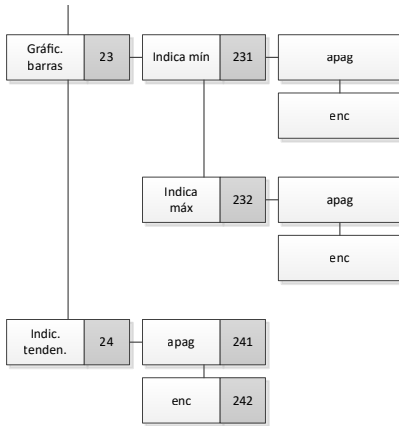 Gráfic.
barras
23
Indica mín
231
apag
enc
Indica
máx
232
apag
enc
Indic.
tenden.
24
apag
241
enc
242